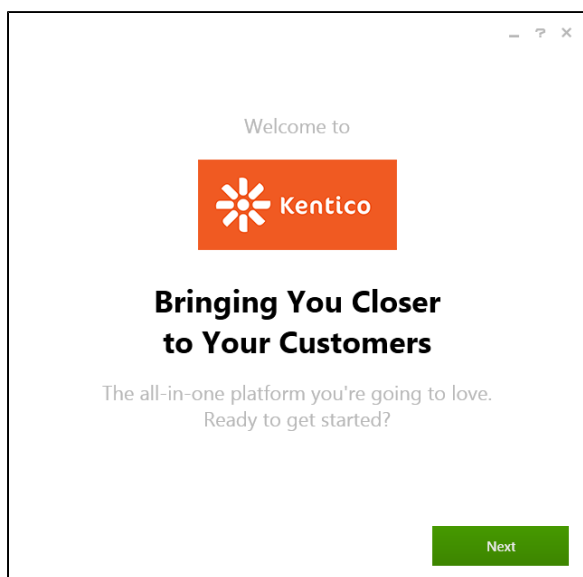 Welcome to
Kentico
Bringing You Closer
to Your Customers
The all-in-one platform you're going to love.
Ready to get started?
Next